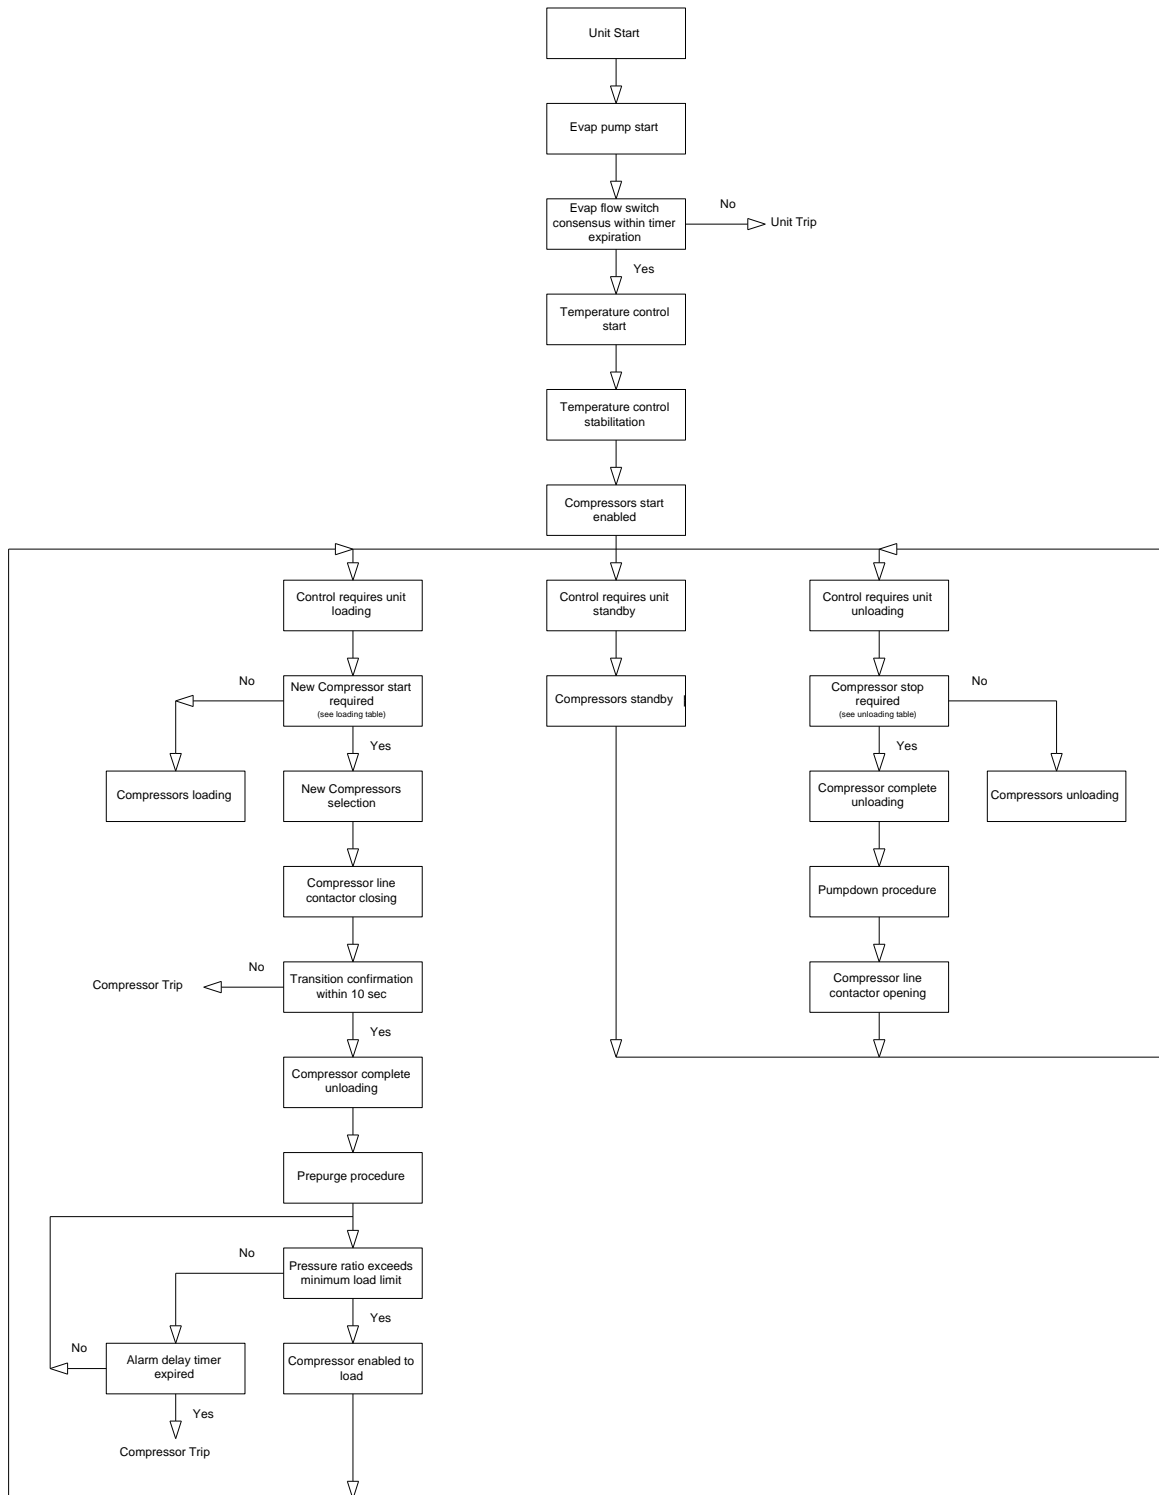 Unit Start
Evap pump start
Evap flow switch
consensus within timer
expiration
No
Unit Trip
Yes
Temperature control
start
Temperature control
stabilitation
Compressors start
enabled
Control requires unit
loading
Control requires unit
standby
Control requires unit
unloading
No
New Compressor start
required
(see loading table)
Compressors standby
Compressor stop
required
(see unloading table)
No
Yes
Yes
Compressors loading
New Compressors
selection
Compressor complete
unloading
Compressors unloading
Compressor line
contactor closing
Pumpdown procedure
No
Compressor Trip
Transition confirmation
within 10 sec
Compressor line
contactor opening
Yes
Compressor complete
unloading
Prepurge procedure
No
Pressure ratio exceeds
minimum load limit
Yes
No
Alarm delay timer
expired
Compressor enabled to
load
Yes
Compressor Trip